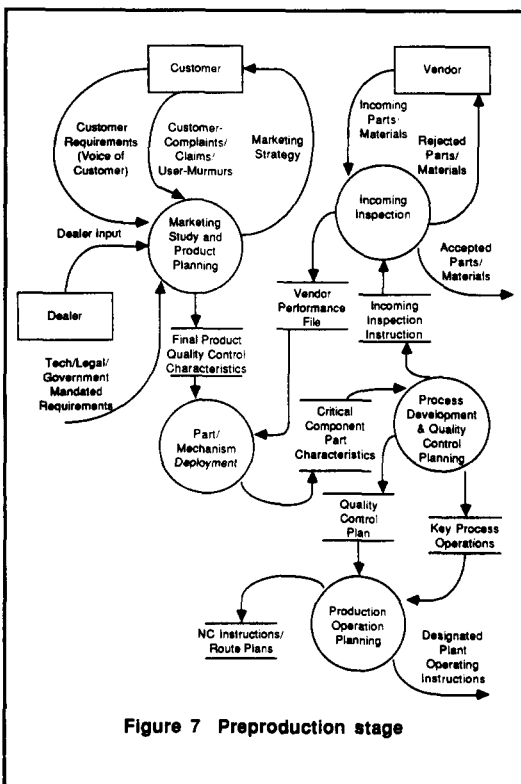 Customer
Vendor
Customer
Requirements
(Voice of
Customer)
Customer-
Complaints/
Claims/
User-Murmurs
Marketing
Strategy
Incoming
Parts/
Materials
Rejected
Parts/
Materials
Dealer Input
Marketing
Study and
Product
Planning
Incoming
Inspection
Accepted
Parts/
Materials
Dealer
Vendor
Performance
File
Incoming
Inspection
Instruction
Tech/Legal/
Government
Mandated
Requirements
Final Product
Quality Control
Characteristics
Part/
Mechanism
Deployment
Critical
Component
Part
Characteristics
Process
Development
& Quality
Control
Planning
Quality
Control
Plan
Key Process
Operations
Production
Operation
Planning
NC Instructions/
Route Plans
Designated
Plant
Operating
Instructions
Figure 7 Preproduction stage